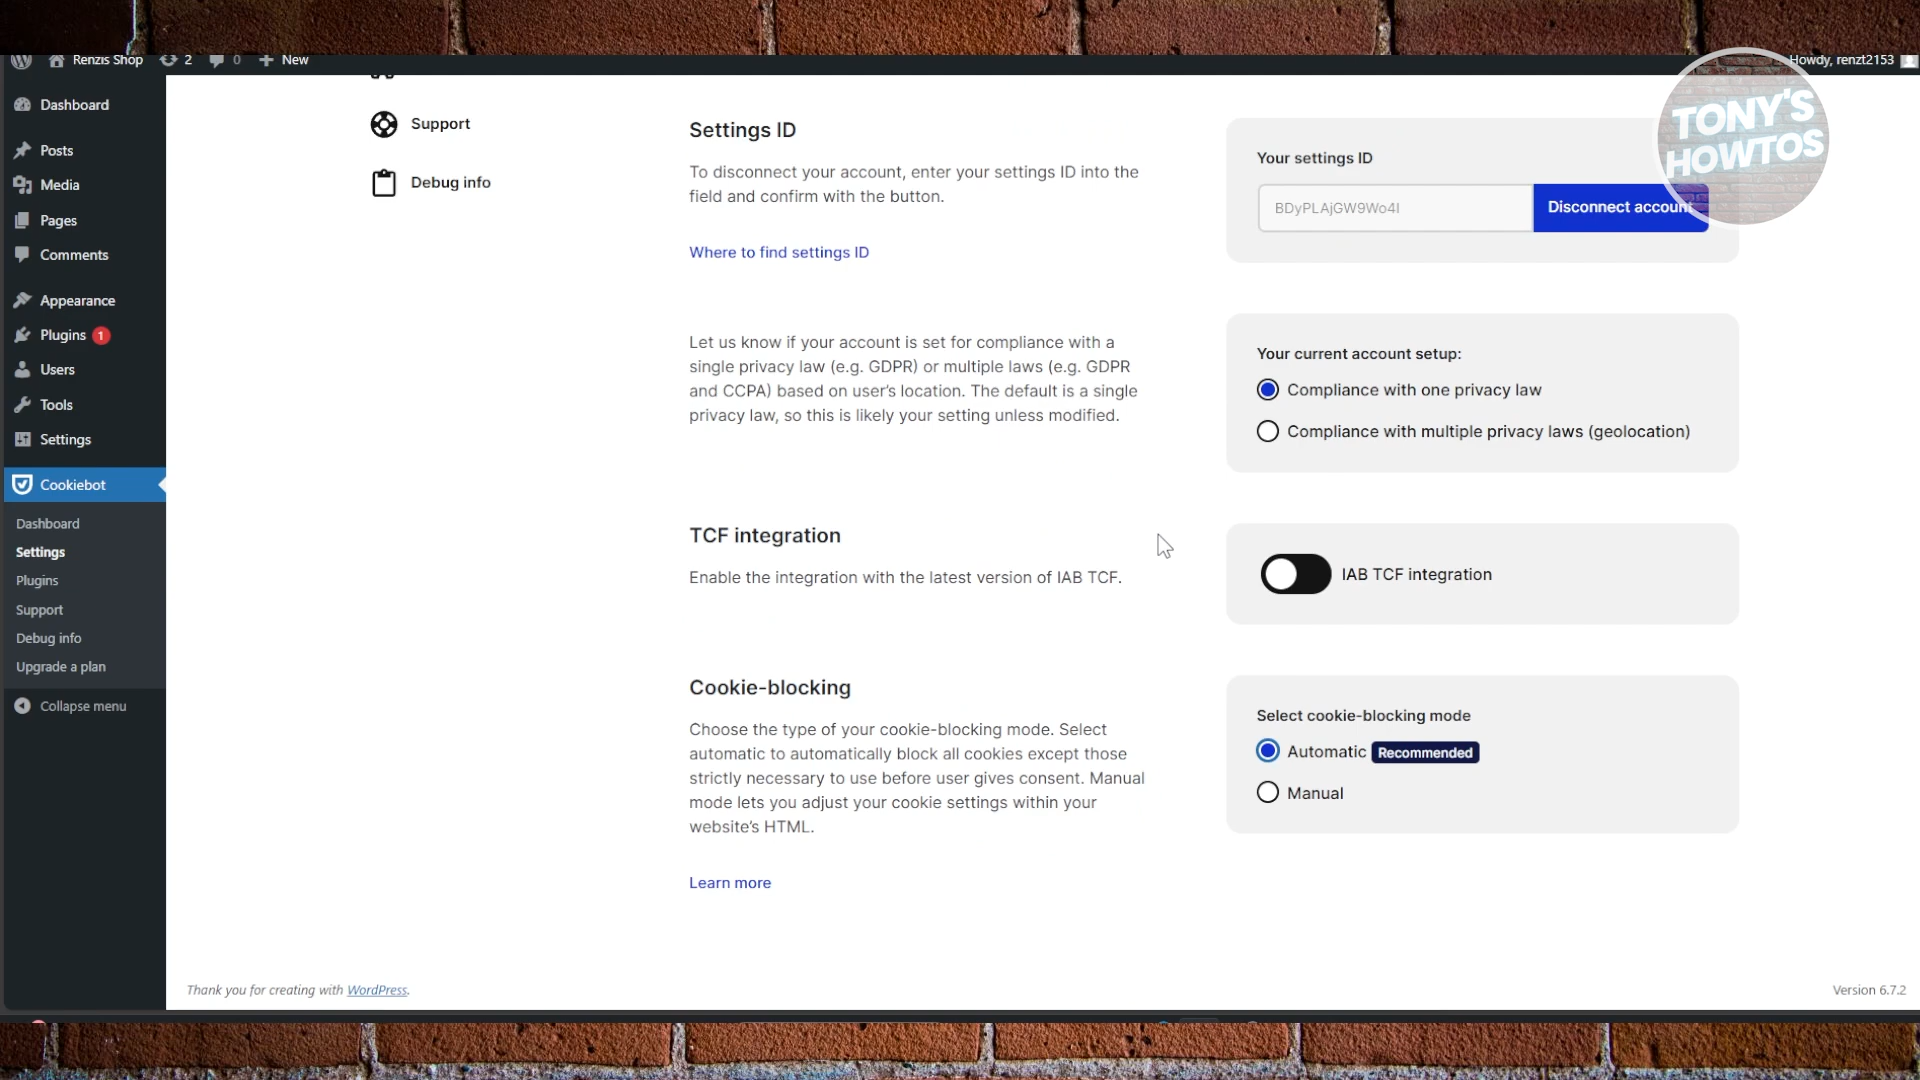 Renzis Shop
2
0
New
Howdy, renzt2153
TONY'S
HOWTOS
Dashboard
Posts
Media
Pages
Comments
Appearance
Plugins 1
Users
Tools
Settings
Cookiebot
Dashboard
Settings
Plugins
Support
Debug info
Upgrade a plan
Collapse menu
Support
Debug info
Settings ID
To disconnect your account, enter your settings ID into the
field and confirm with the button.
Where to find settings ID
Your settings ID
BDyPLAjGW9Wo4I
Disconnect account
Let us know if your account is set for compliance with a
single privacy law (e.g. GDPR) or multiple laws (e.g. GDPR
and CCPA) based on user’s location. The default is a single
privacy law, so this is likely your setting unless modified.
Your current account setup:
Compliance with one privacy law
Compliance with multiple privacy laws (geolocation)
TCF integration
Enable the integration with the latest version of IAB TCF.
IAB TCF integration
Cookie-blocking
Choose the type of your cookie-blocking mode. Select
automatic to automatically block all cookies except those
strictly necessary to use before user gives consent. Manual
mode lets you adjust your cookie settings within your
website’s HTML.
Learn more
Select cookie-blocking mode
Automatic Recommended
Manual
Thank you for creating with WordPress.
Version 6.7.2